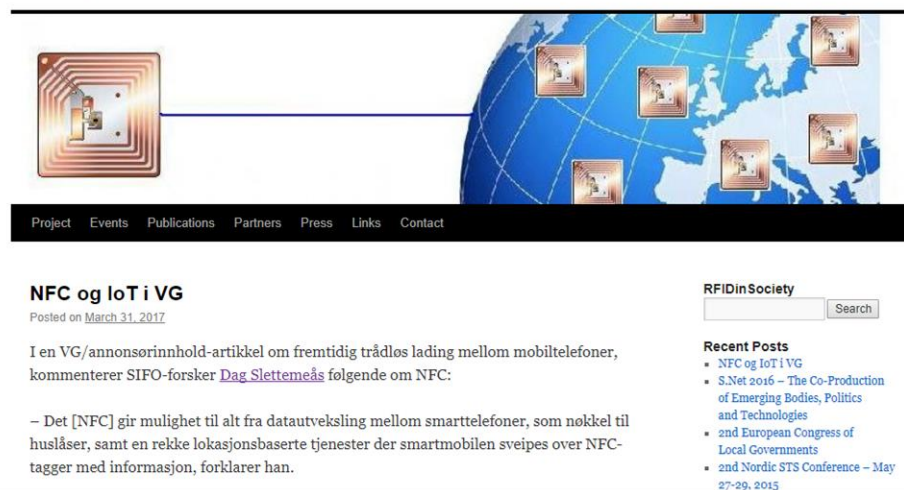 Project Events Publications Partners Press Links Contact
NFC og IoT i VG
Posted on March 31, 2017
I en VG/annonsørinnhold-artikkel om fremtidig trådløs lading mellom mobiltelefoner,
kommenterer SIFO-forsker Dag Slettemeås følgende om NFC:
– Det [NFC] gir mulighet til alt fra datautveksling mellom smarttelefoner, som nøkkel til
huslåser, samt en rekke lokasjonsbaserte tjenester der smartmobilen sveipes over NFC-
tagger med informasjon, forklarer han.
RFIDinSociety
Search
Recent Posts
NFC og IoT i VG
S.Net 2016 – The Co-Production
of Emerging Bodies, Politics
and Technologies
2nd European Congress of
Local Governments
2nd Nordic STS Conference – May
27-29, 2015